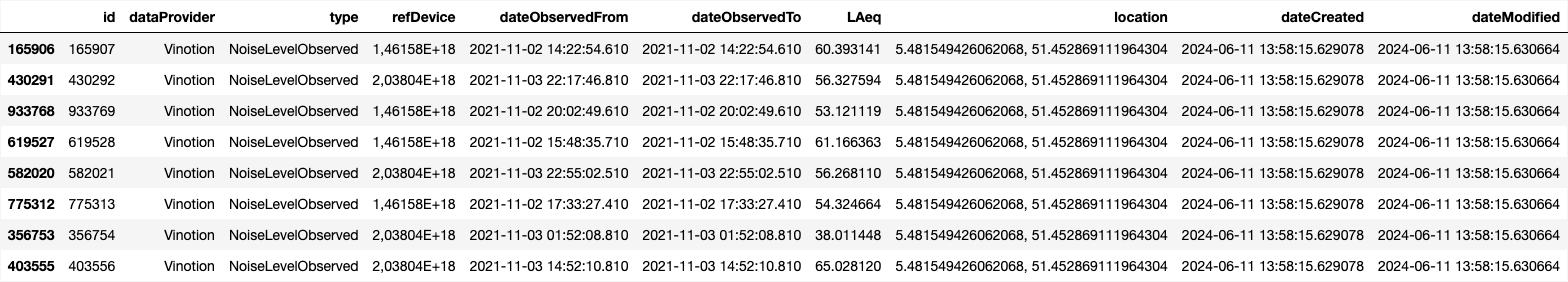 id dataProvider type refDevice dateObservedFrom dateObservedTo LAeq location dateCreated dateModified
165906 165907 Vinotion NoiseLevelObserved 1,46158E+18 2021-11-02 14:22:54.610 2021-11-02 14:22:54.610 60.393141 5.481549426062068, 51.452869111964304 2024-06-11 13:58:15.629078 2024-06-11 13:58:15.630664
430291 430292 Vinotion NoiseLevelObserved 2,03804E+18 2021-11-03 22:17:46.810 2021-11-03 22:17:46.810 56.327594 5.481549426062068, 51.452869111964304 2024-06-11 13:58:15.629078 2024-06-11 13:58:15.630664
933768 933769 Vinotion NoiseLevelObserved 1,46158E+18 2021-11-02 20:02:49.610 2021-11-02 20:02:49.610 53.121119 5.481549426062068, 51.452869111964304 2024-06-11 13:58:15.629078 2024-06-11 13:58:15.630664
619527 619528 Vinotion NoiseLevelObserved 1,46158E+18 2021-11-02 15:48:35.710 2021-11-02 15:48:35.710 61.166363 5.481549426062068, 51.452869111964304 2024-06-11 13:58:15.629078 2024-06-11 13:58:15.630664
582020 582021 Vinotion NoiseLevelObserved 2,03804E+18 2021-11-03 22:55:02.510 2021-11-03 22:55:02.510 56.268110 5.481549426062068, 51.452869111964304 2024-06-11 13:58:15.629078 2024-06-11 13:58:15.630664
775312 775313 Vinotion NoiseLevelObserved 1,46158E+18 2021-11-02 17:33:27.410 2021-11-02 17:33:27.410 54.324664 5.481549426062068, 51.452869111964304 2024-06-11 13:58:15.629078 2024-06-11 13:58:15.630664
356753 356754 Vinotion NoiseLevelObserved 2,03804E+18 2021-11-03 01:52:08.810 2021-11-03 01:52:08.810 38.011448 5.481549426062068, 51.452869111964304 2024-06-11 13:58:15.629078 2024-06-11 13:58:15.630664
403555 403556 Vinotion NoiseLevelObserved 2,03804E+18 2021-11-03 14:52:10.810 2021-11-03 14:52:10.810 65.028120 5.481549426062068, 51.452869111964304 2024-06-11 13:58:15.629078 2024-06-11 13:58:15.630664